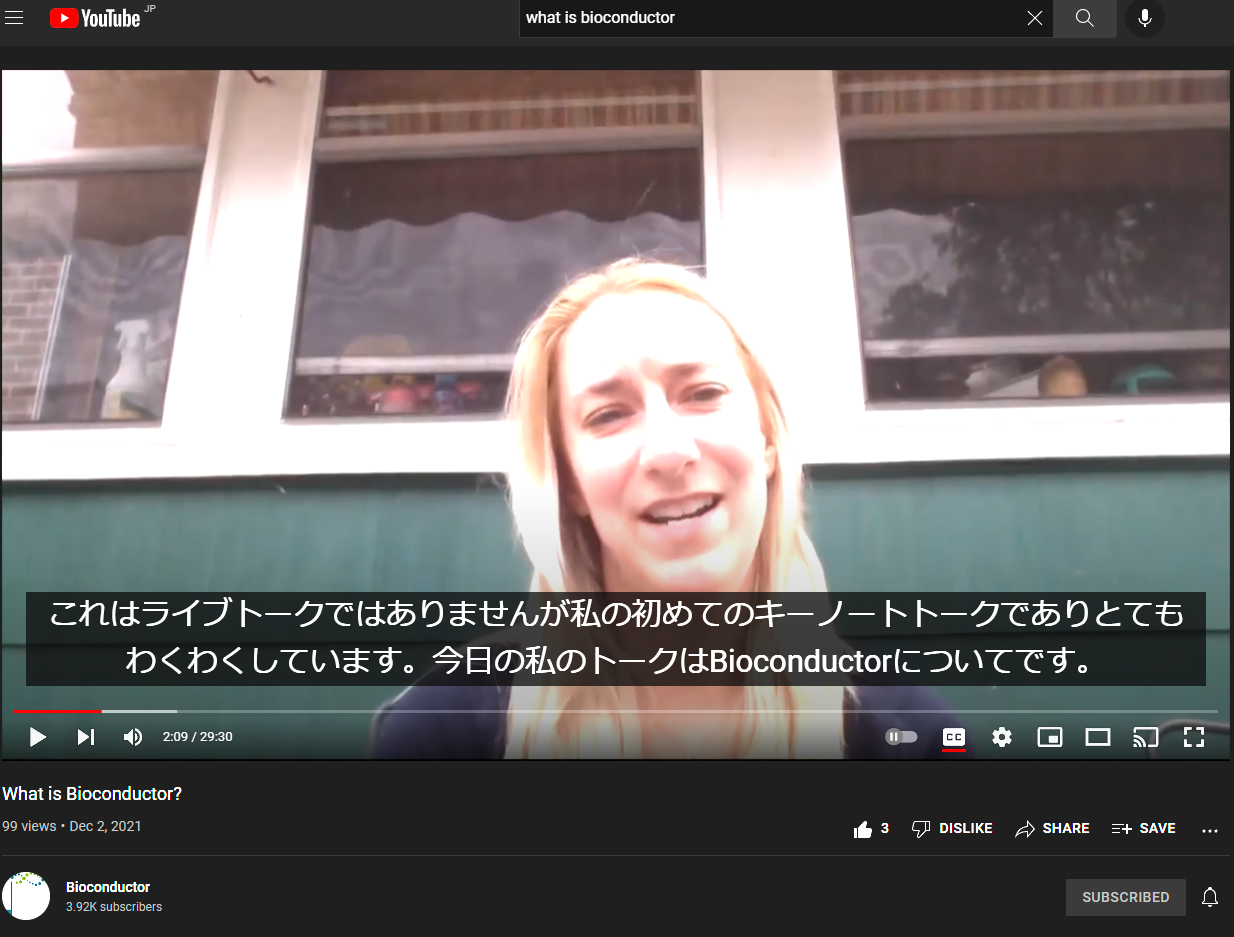 YouTube JP
what is bioconductor
これはライブトークではありませんが私の初めてのキーノートトークでありとても
わくわくしています。今日の私のトークはBioconductorについてです。
2:09 / 29:30
CC
What is Bioconductor?
99 views • Dec 2, 2021
3 DISLIKE SHARE SAVE
Bioconductor
3.92K subscribers
SUBSCRIBED